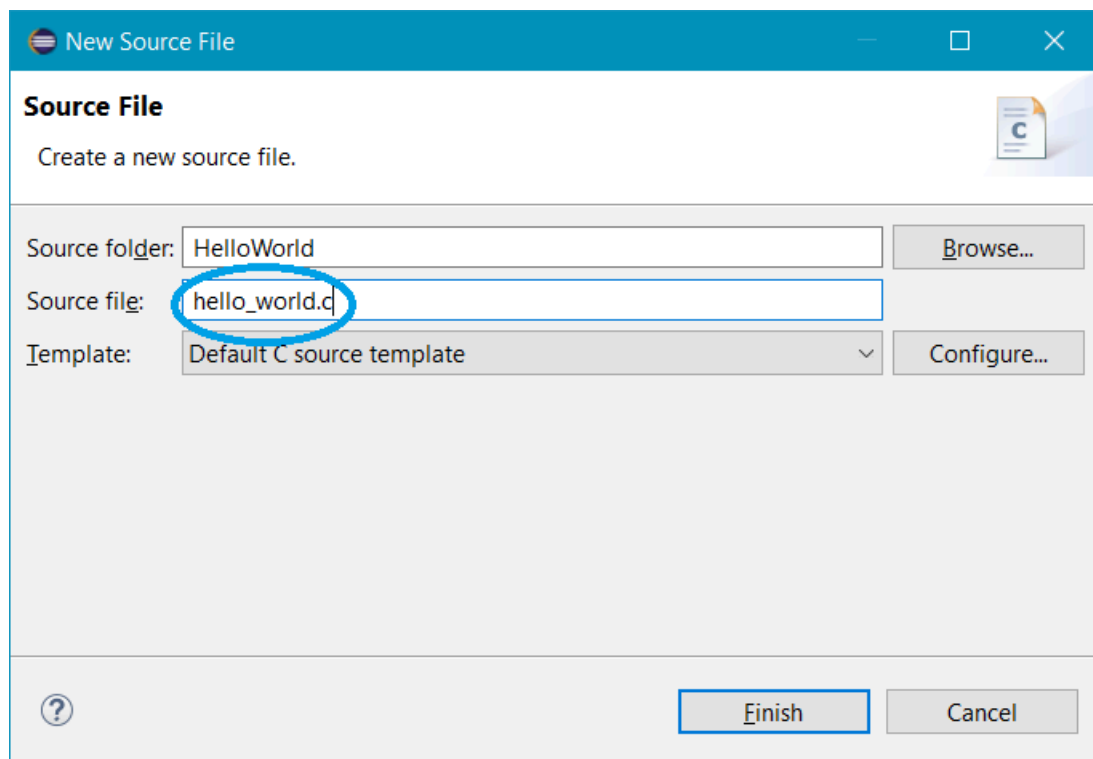 New Source File
Source File
Create a new source file.
C
Source folder: HelloWorld Browse...
Source file: hello_world.c
Template: Default C source template Configure...
?
Finish Cancel